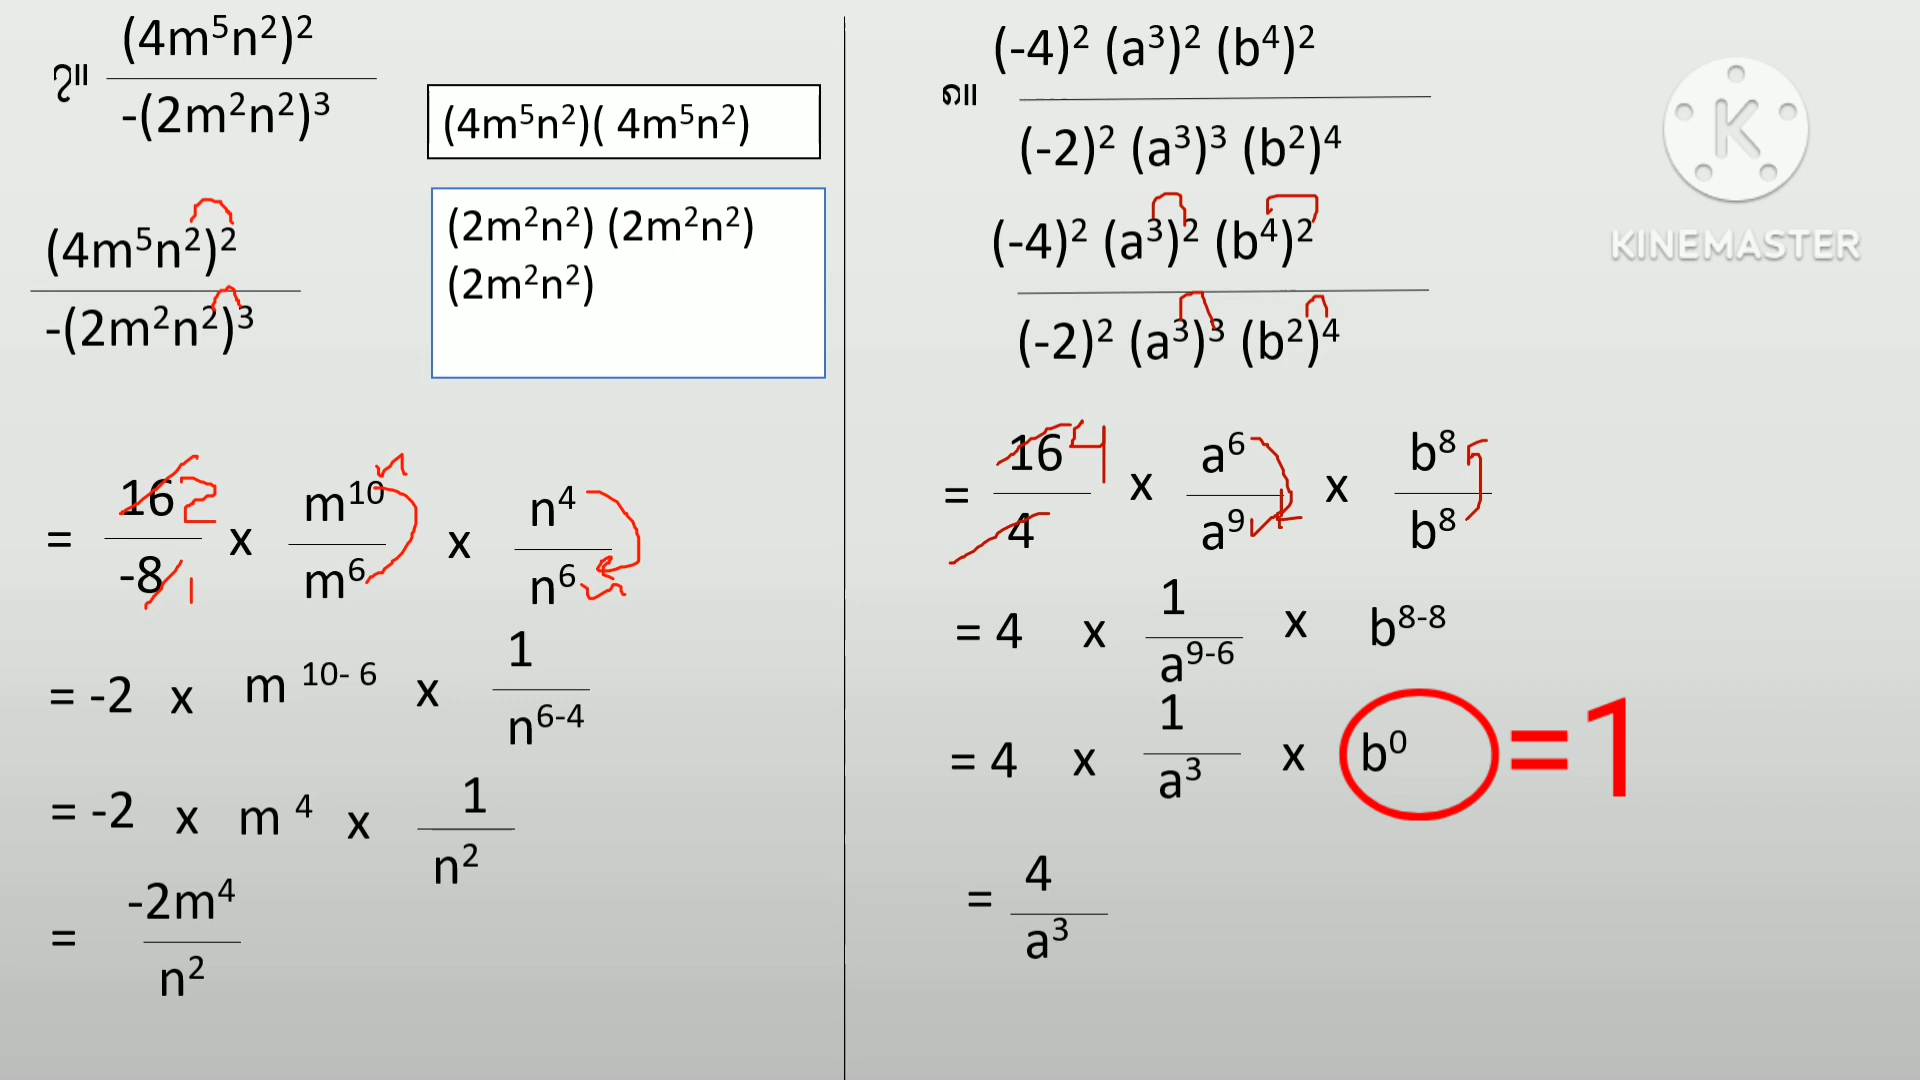 ၃။ (4m⁵n²)²
-(2m²n²)³
(4m⁵n²)( 4m⁵n²)
(2m²n²) (2m²n²)
(2m²n²)
(4m⁵n²)²
-(2m²n²)³
= 16 2 x m¹⁰ x n⁴
-8 1 m⁶ n⁶
= -2 x m ¹⁰⁻ ⁶ x 1
n⁶⁻⁴
= -2 x m ⁴ x 1
n²
= -2m⁴
n²
၈။ (-4)² (a³)² (b⁴)²
(-2)² (a³)³ (b²)⁴
(-4)² (a³)² (b⁴)²
(-2)² (a³)³ (b²)⁴
= 16 4 x a⁶ x b⁸
4 a⁹ b⁸
= 4 x 1 x b⁸⁻⁸
a⁹⁻⁶
= 4 x 1 x b⁰ =1
a³
= 4
a³
K
KINEMASTER